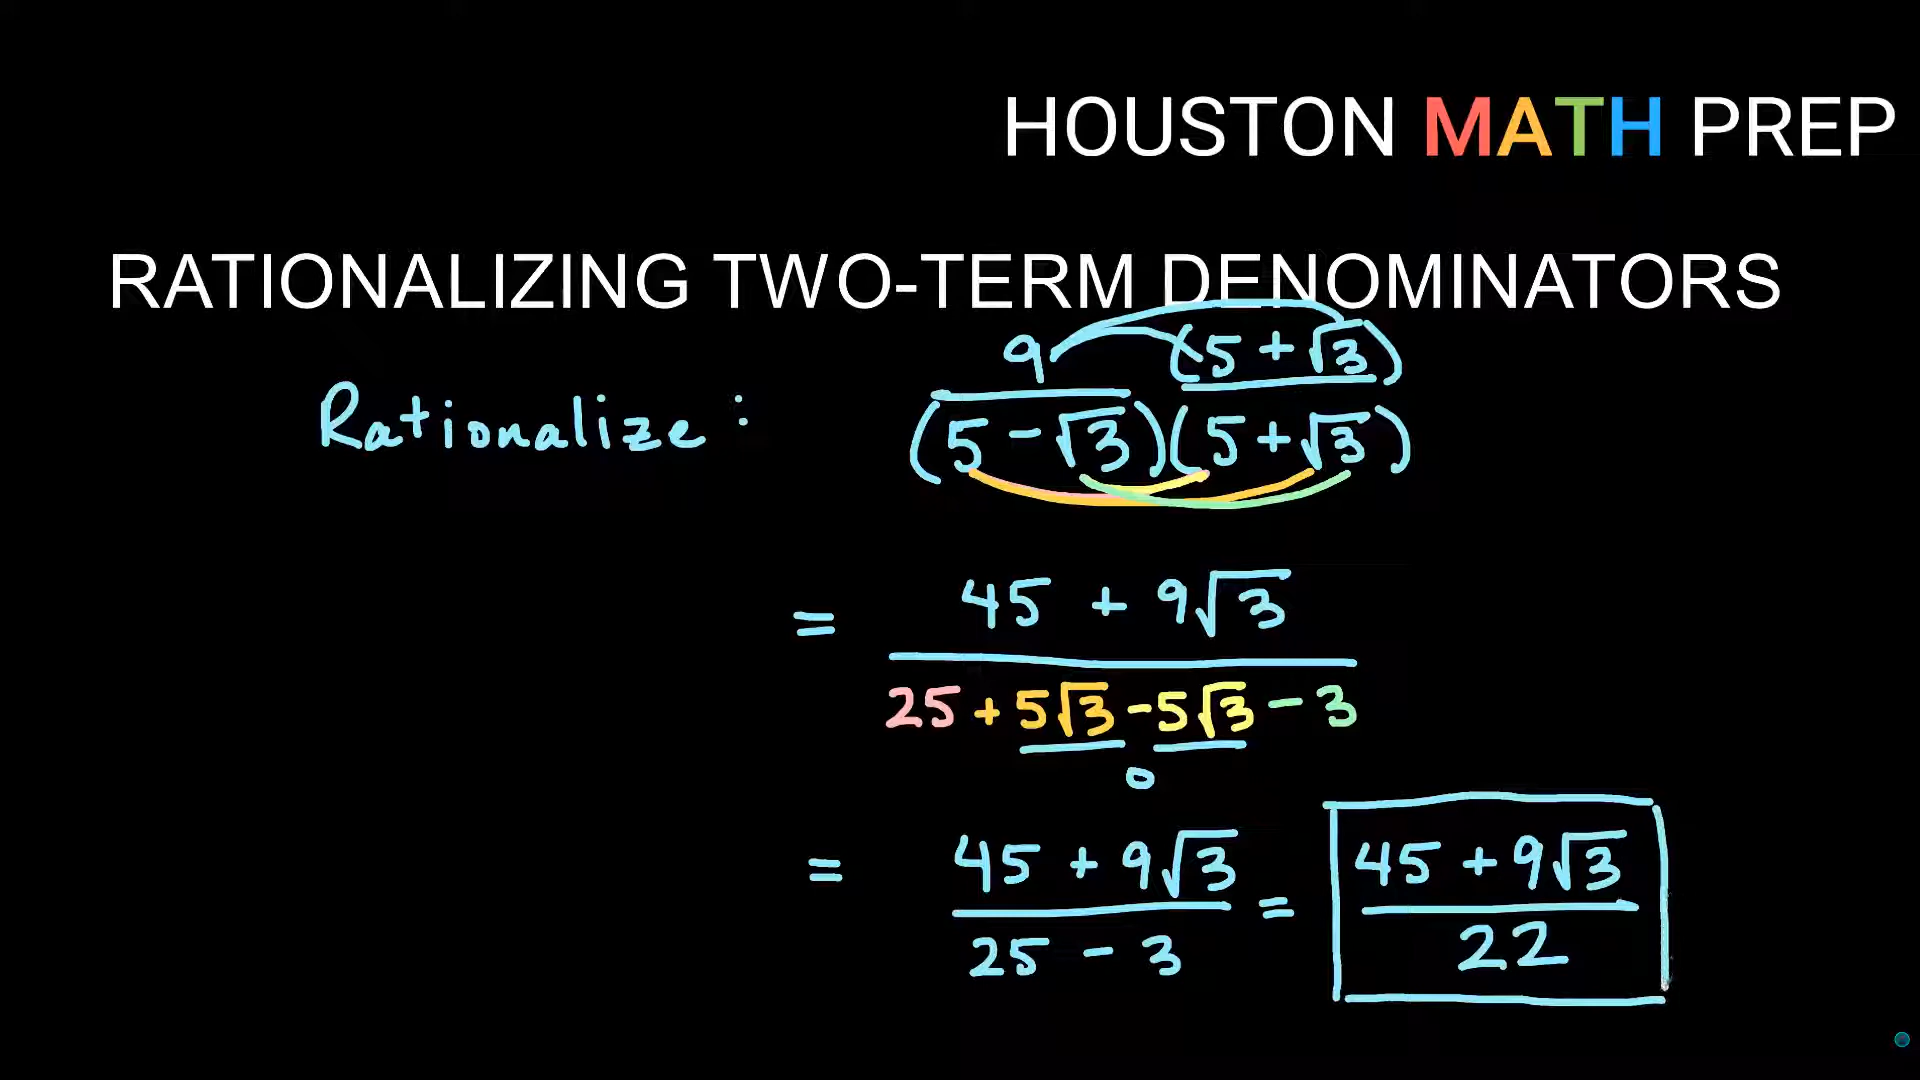 HOUSTON MATH PREP
RATIONALIZING TWO-TERM DENOMINATORS
9 (5 + √3)
Rationalize :
(5 - √3)(5 + √3)
= 45 + 9√3
25 + 5√3 - 5√3 - 3
0
= 45 + 9√3 = 45 + 9√3
25 - 3 22